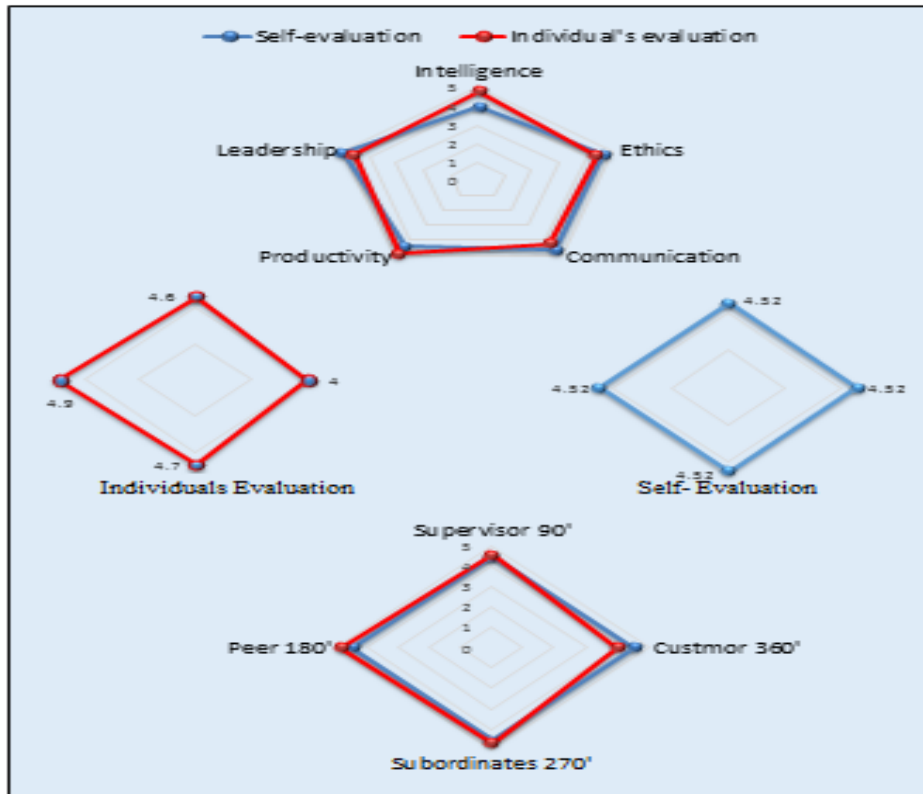 Self-evaluation Individual's evaluation
Intelligence
5
4
3
2
1
0
Leadership
Ethics
Productivity
Communication
4.6
4
4.9
4.7
Individuals Evaluation
4.52
4.52
4.52
4.52
Self- Evaluation
Supervisor 90'
5
4
3
2
1
0
Peer 180'
Custmor 360'
Subordinates 270'